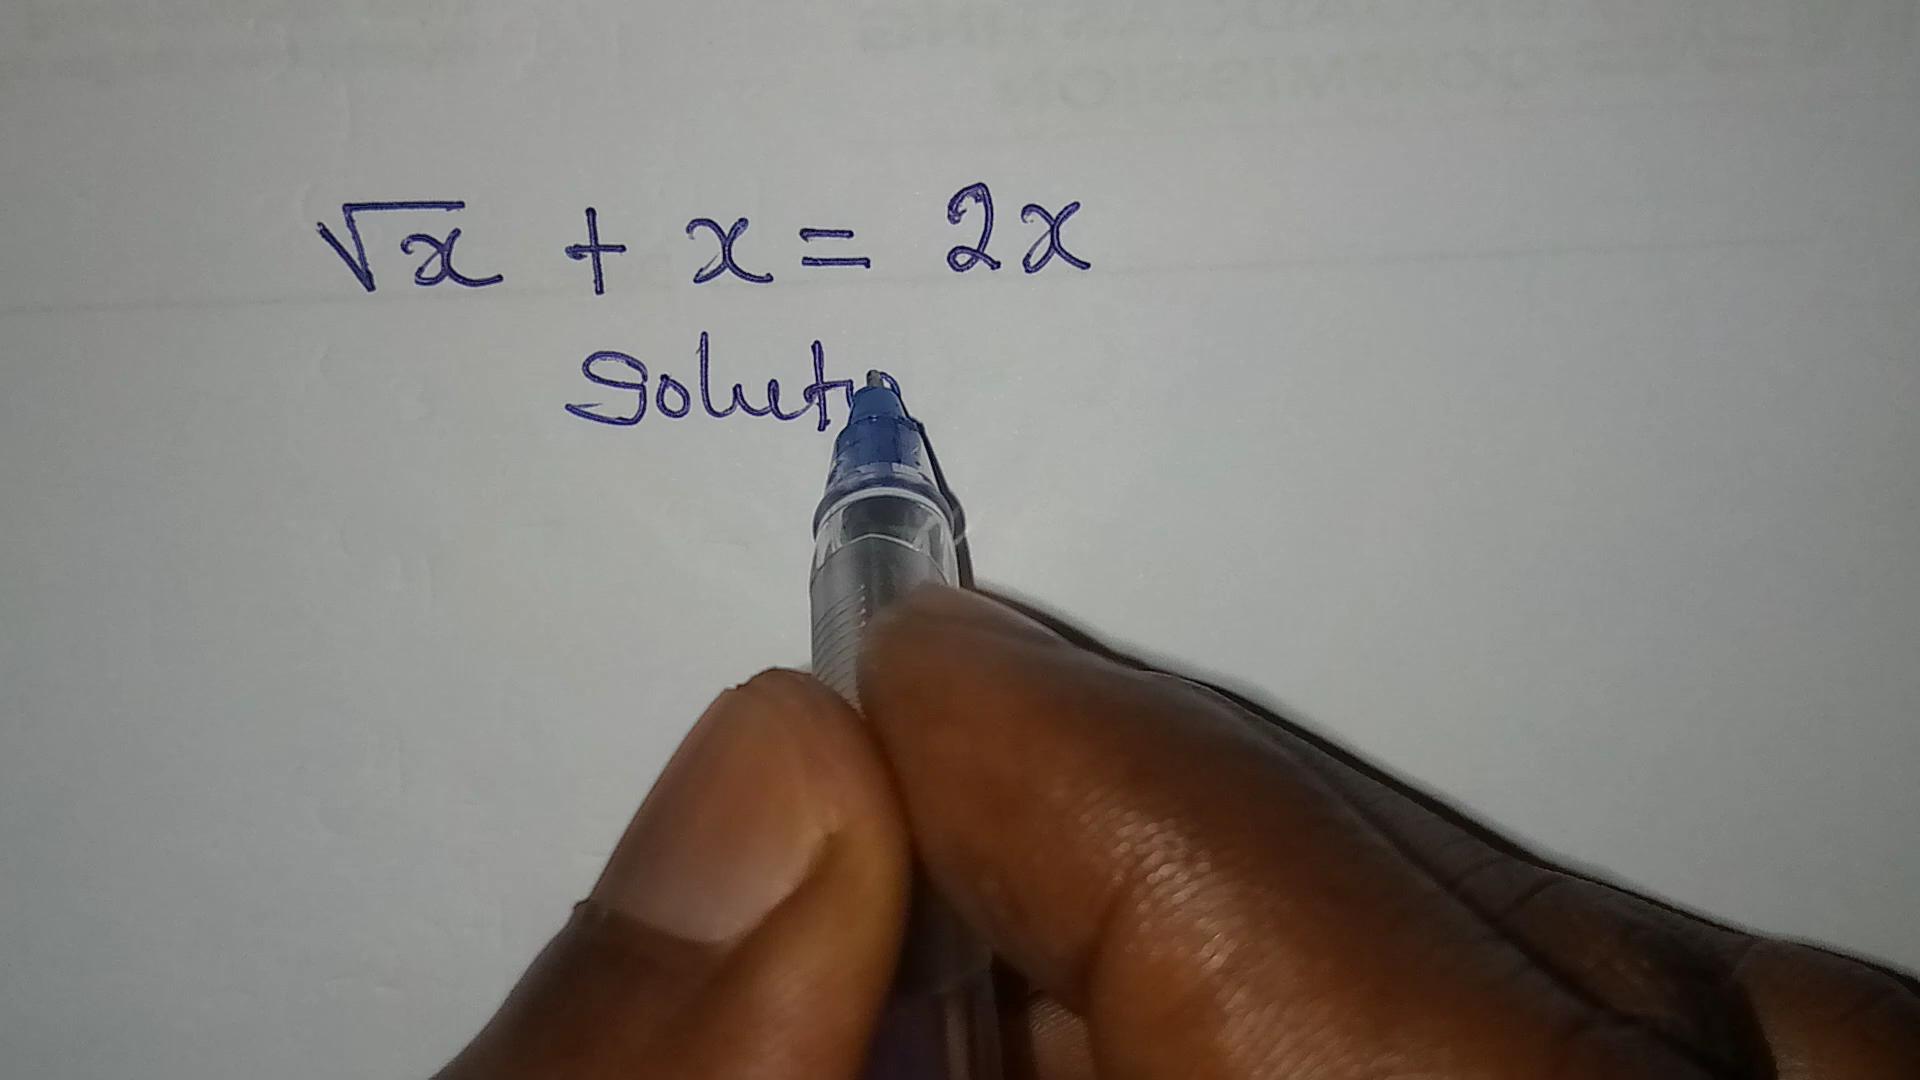 √x + x = 2x
Solut